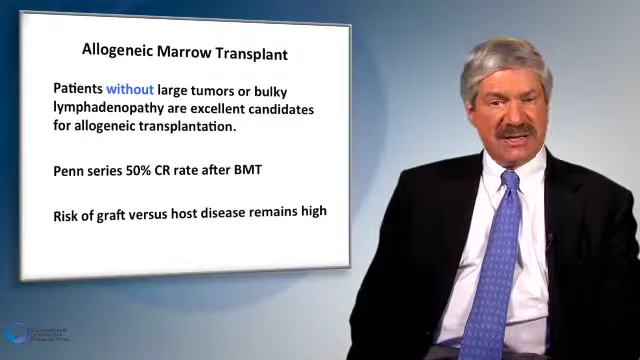 Allogeneic Marrow Transplant
Patients without large tumors or bulky
lymphadenopathy are excellent candidates
for allogeneic transplantation.
Penn series 50% CR rate after BMT
Risk of graft versus host disease remains high